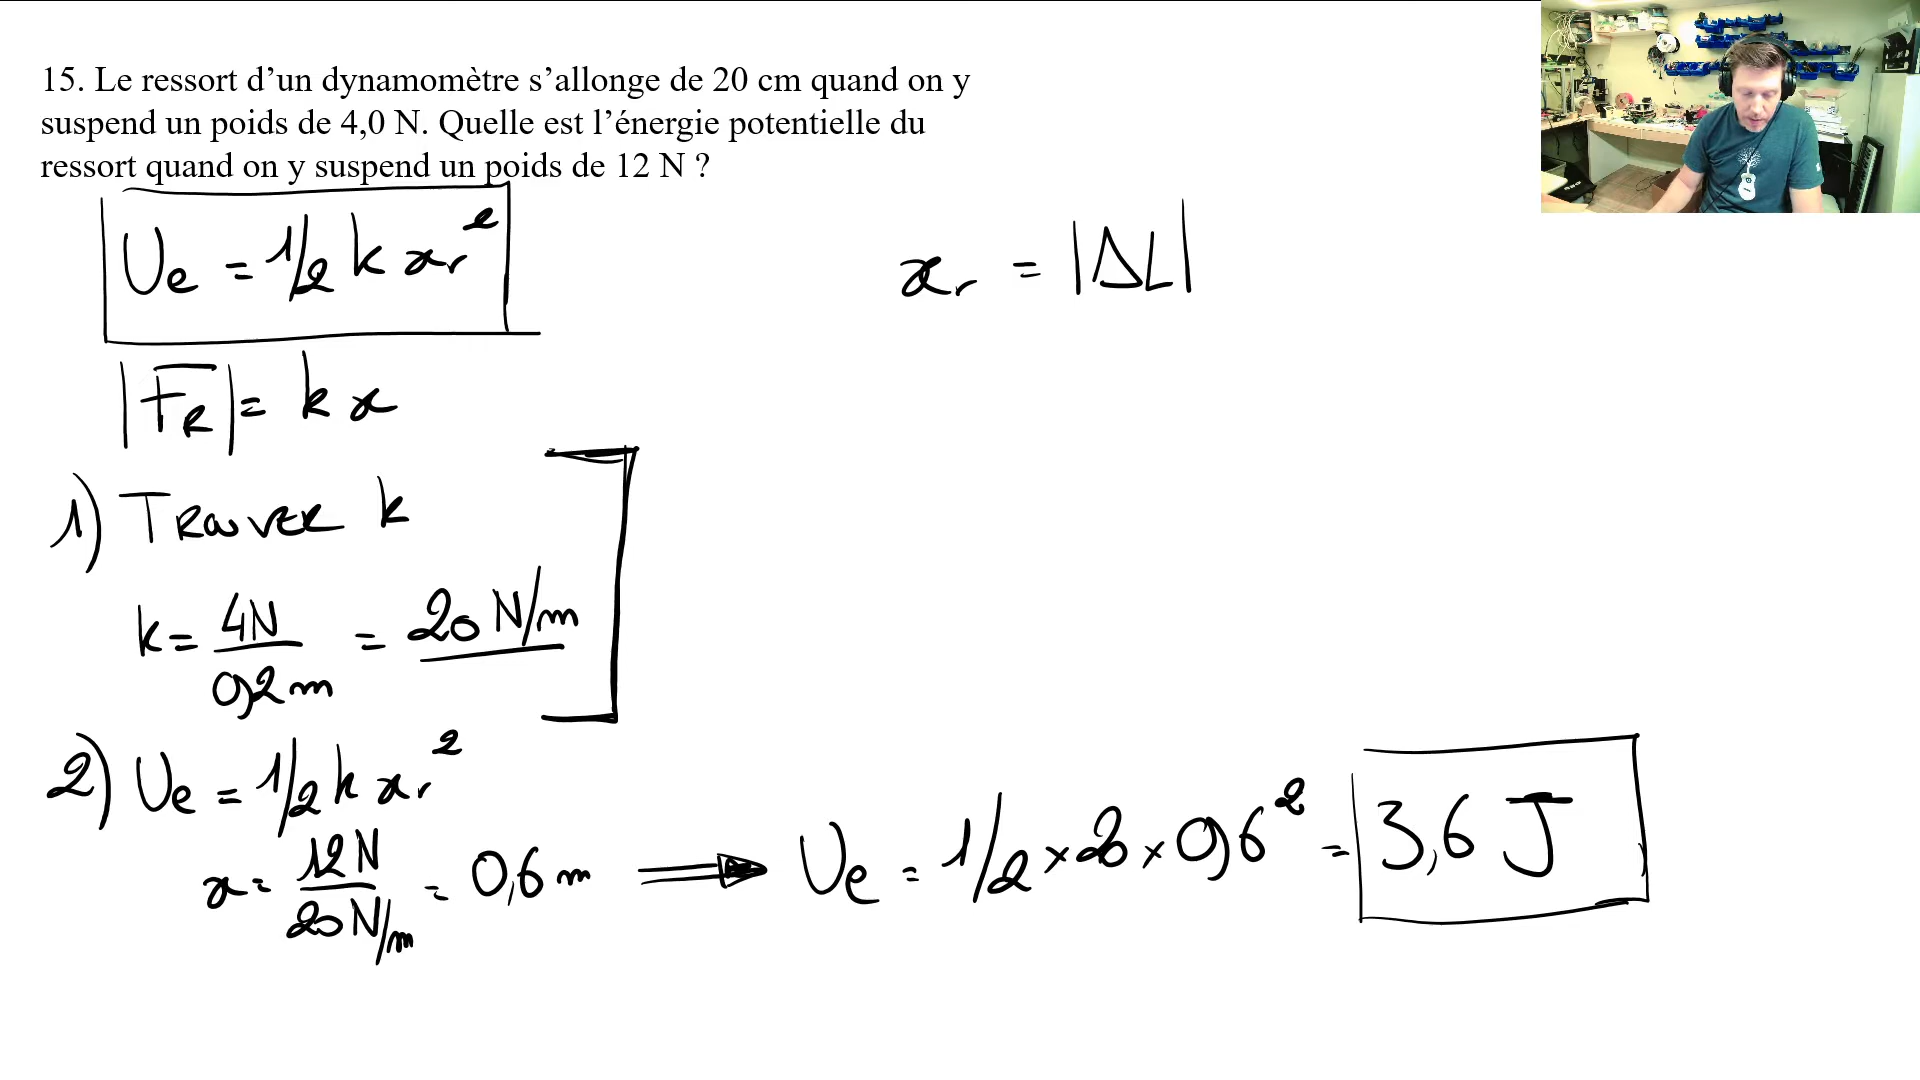 15. Le ressort d’un dynamomètre s’allonge de 20 cm quand on y
suspend un poids de 4,0 N. Quelle est l’énergie potentielle du
ressort quand on y suspend un poids de 12 N ?
Ue = 1/2 k xr²
xr = |ΔL|
|FR| = k x
1) TROUVER k
k = 4N / 0,2m = 20 N/m
2) Ue = 1/2 k xr²
x = 12N / 20 N/m = 0,6 m ⟹ Ue = 1/2 × 20 × 0,6² = 3,6 J